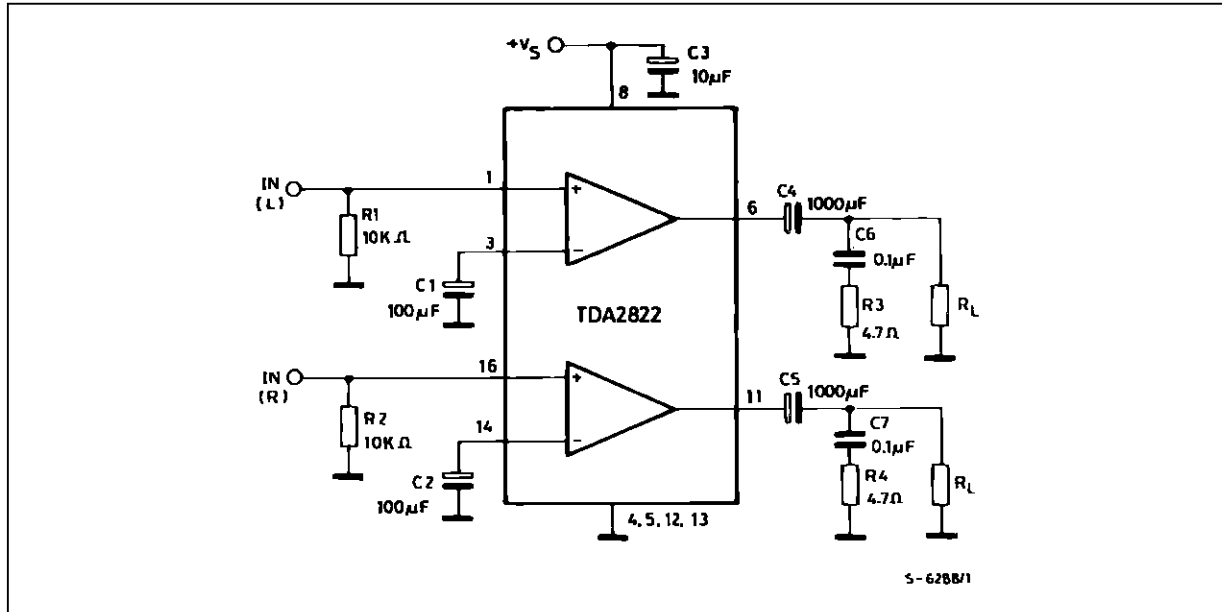 +VS
C3
10µF
8
IN
(L)
1
R1
10KΩ
3
C1
100µF
+
−
6
C4
1000µF
C6
0.1µF
R3
4.7Ω
RL
TDA2822
IN
(R)
16
R2
10KΩ
14
C2
100µF
+
−
11
C5
1000µF
C7
0.1µF
R4
4.7Ω
RL
4, 5, 12, 13
S-6288/1